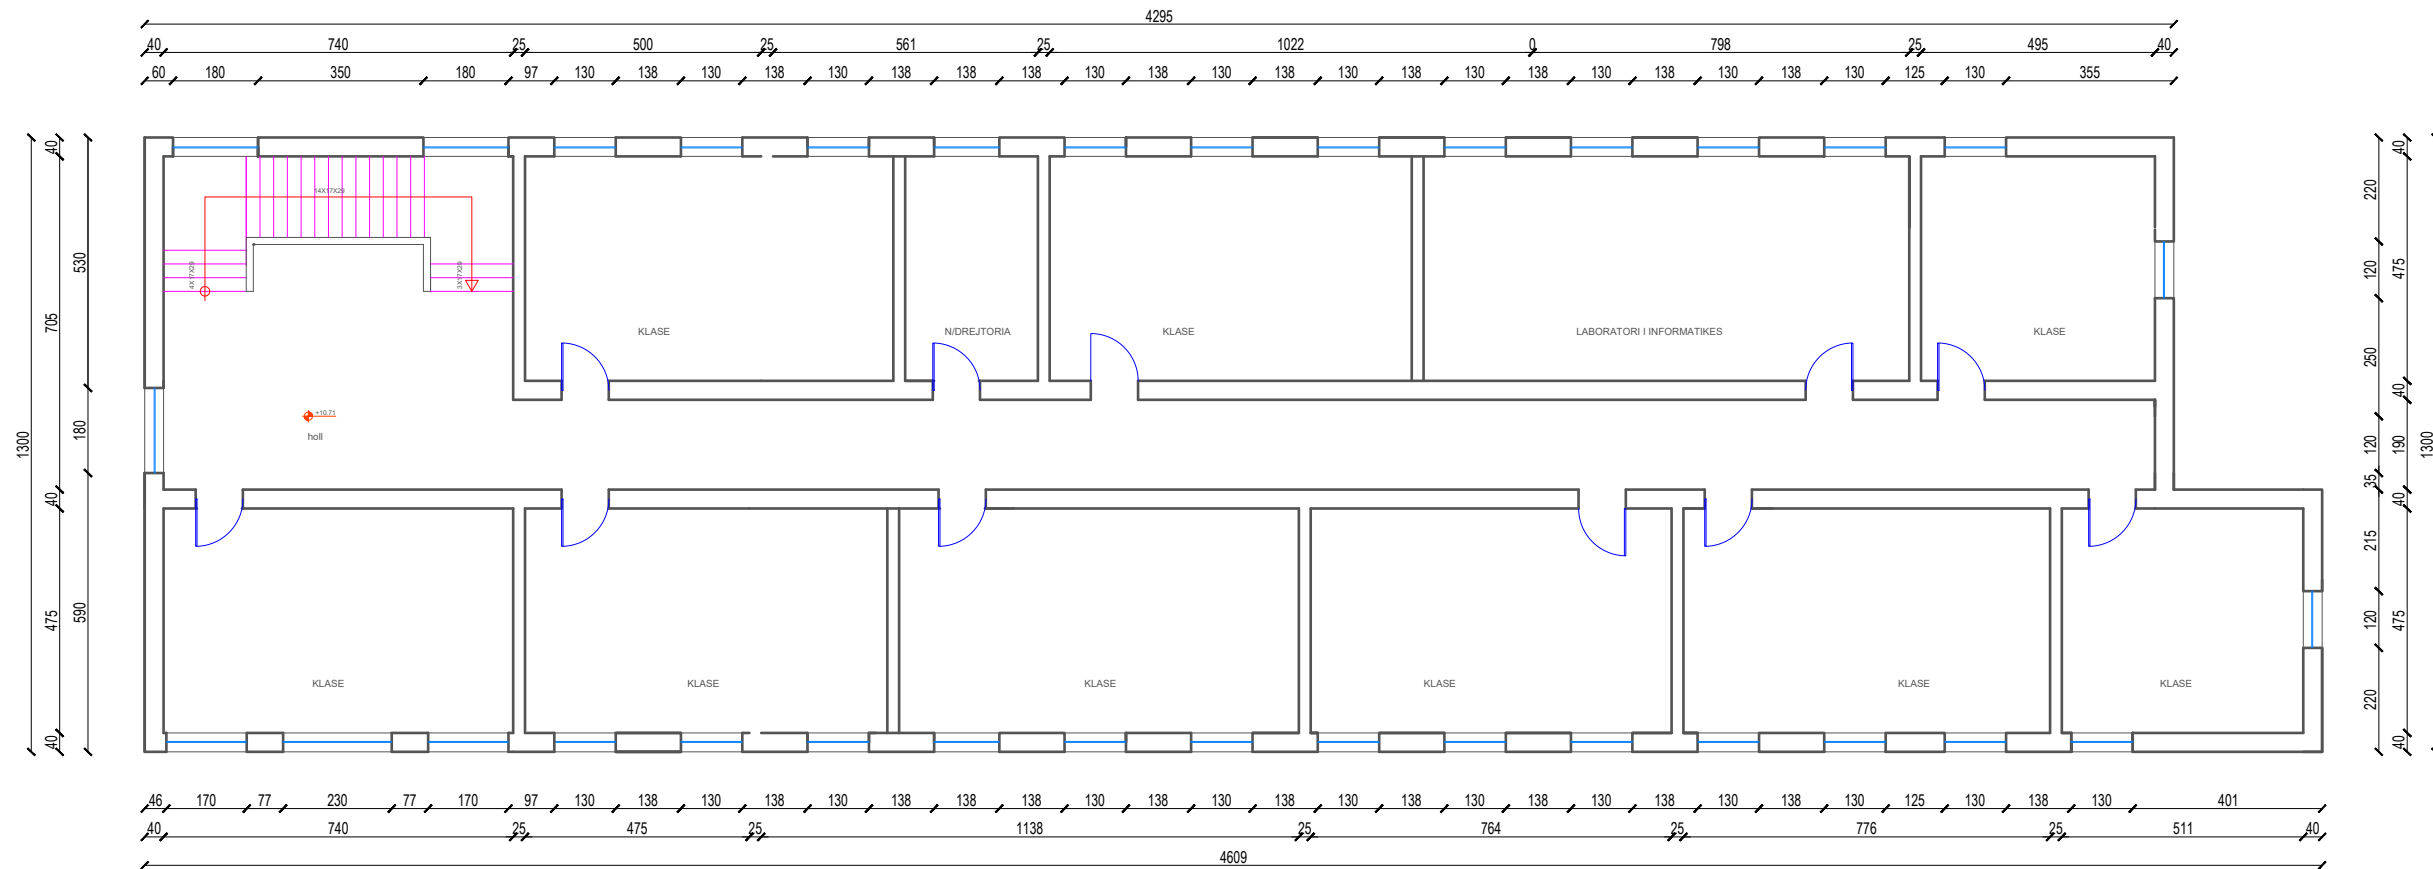 4295
40 740 25 500 25 561 25 1022 0 798 25 495 40
60 180 350 180 97 130 138 130 138 130 138 138 138 130 138 130 138 130 138 130 138 130 138 130 138 130 125 130 355
14X17X29
4X17X29
3X17X29
KLASE
N/DREJTORIA
KLASE
LABORATORI I INFORMATIKES
KLASE
+10.71
holl
KLASE
KLASE
KLASE
KLASE
KLASE
KLASE
1300
40 705 40 475 40
530 180 590
220 120 250 120 35 215 120 220
40 475 40 190 40 475 40
1300
46 170 77 230 77 170 97 130 138 130 138 130 138 138 138 130 138 130 138 130 138 130 138 130 138 130 138 130 125 130 138 130 401
40 740 25 475 25 1138 25 764 25 776 25 511 40
4609